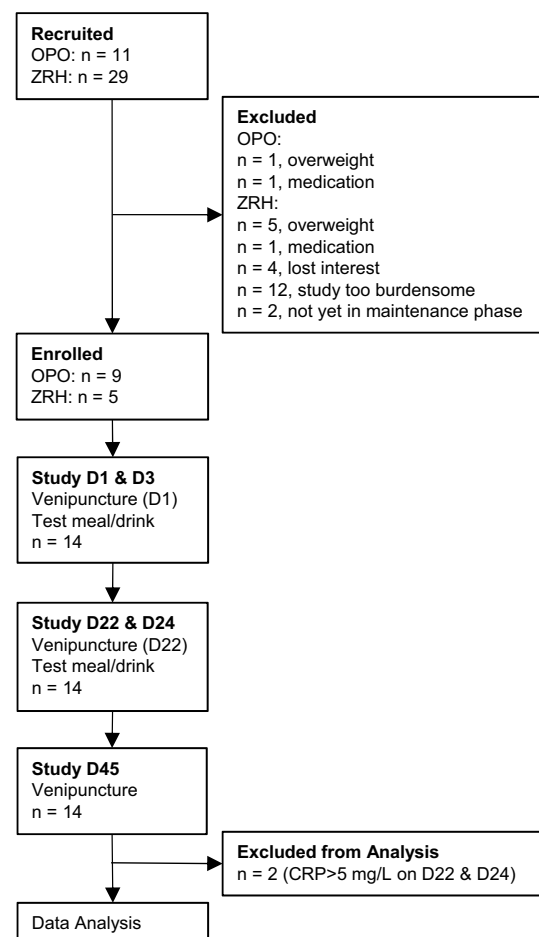 Recruited
OPO: n = 11
ZRH: n = 29
Excluded
OPO:
n = 1, overweight
n = 1, medication
ZRH:
n = 5, overweight
n = 1, medication
n = 4, lost interest
n = 12, study too burdensome
n = 2, not yet in maintenance phase
Enrolled
OPO: n = 9
ZRH: n = 5
Study D1 & D3
Venipuncture (D1)
Test meal/drink
n = 14
Study D22 & D24
Venipuncture (D22)
Test meal/drink
n = 14
Study D45
Venipuncture
n = 14
Excluded from Analysis
n = 2 (CRP>5 mg/L on D22 & D24)
Data Analysis